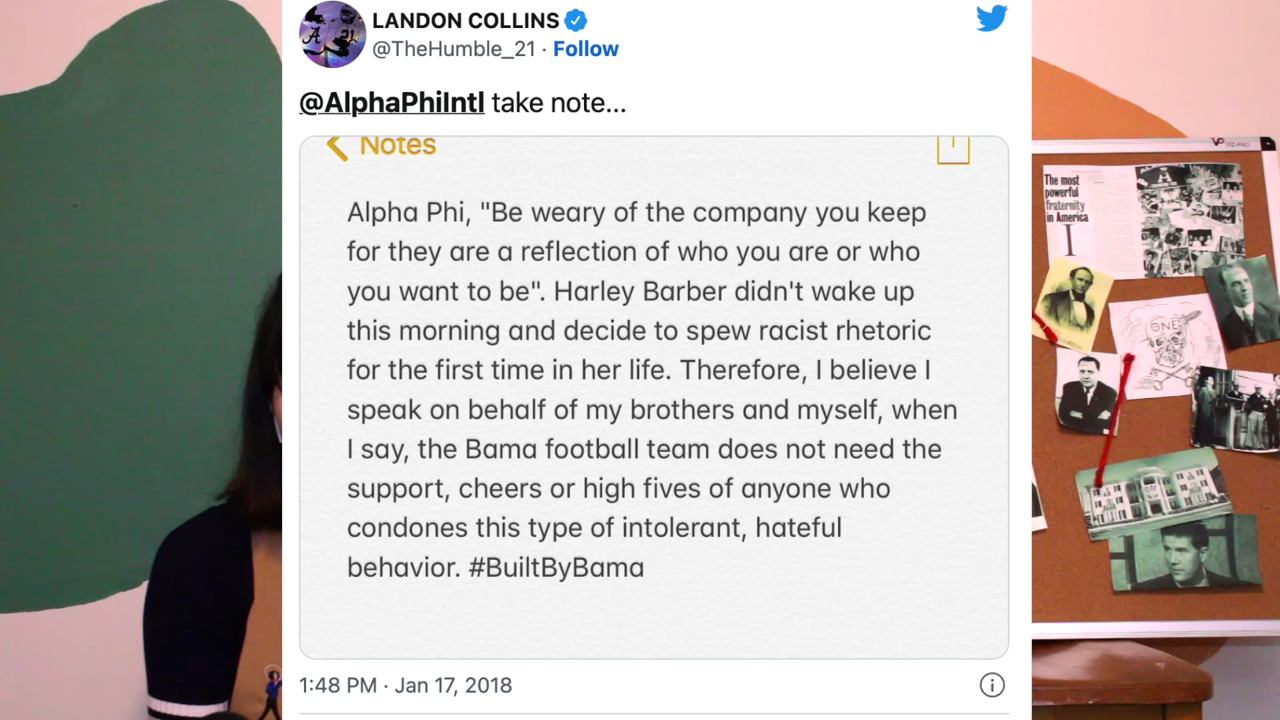 LANDON COLLINS
@TheHumble_21 · Follow
@AlphaPhiIntl take note...
Notes
Alpha Phi, "Be weary of the company you keep
for they are a reflection of who you are or who
you want to be". Harley Barber didn't wake up
this morning and decide to spew racist rhetoric
for the first time in her life. Therefore, I believe I
speak on behalf of my brothers and myself, when
I say, the Bama football team does not need the
support, cheers or high fives of anyone who
condones this type of intolerant, hateful
behavior. #BuiltByBama
1:48 PM · Jan 17, 2018
VIZ-PRO
The most
powerful
fraternity
in America
ONE